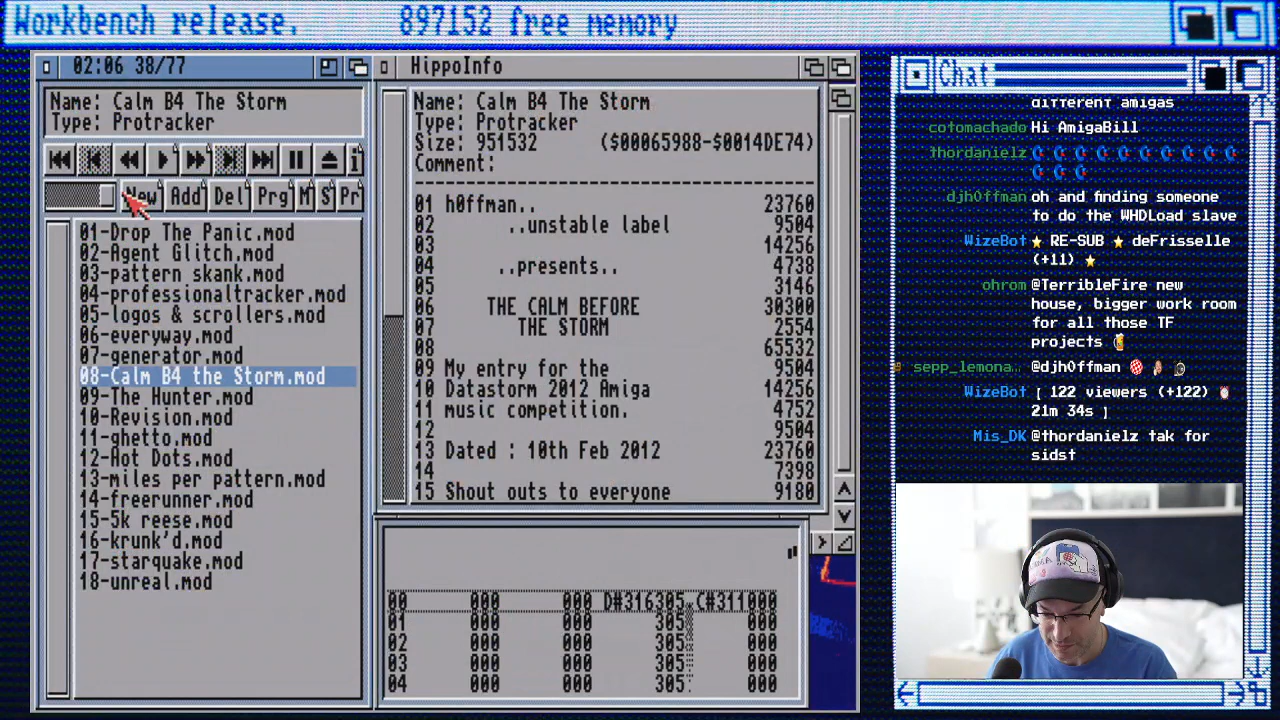 Workbench release. 897152 free memory
02:06 38/77
Name: Calm B4 The Storm
Type: Protracker
New Add Del Prg M S Pr
01-Drop The Panic.mod
02-Agent Glitch.mod
03-pattern skank.mod
04-professionaltracker.mod
05-logos & scrollers.mod
06-everyway.mod
07-generator.mod
08-Calm B4 the Storm.mod
09-The Hunter.mod
10-Revision.mod
11-ghetto.mod
12-Hot Dots.mod
13-miles per pattern.mod
14-freerunner.mod
15-5k reese.mod
16-krunk'd.mod
17-starquake.mod
18-unreal.mod
HippoInfo
Name: Calm B4 The Storm
Type: Protracker
Size: 951532 ($00065988-$0014DE74)
Comment:
01 h0ffman.. 23760
02 ..unstable label 9504
03 14256
04 ..presents.. 4738
05 3146
06 THE CALM BEFORE 30300
07 THE STORM 2554
08 65532
09 My entry for the 9504
10 Datastorm 2012 Amiga 14256
11 music competition. 4752
12 9504
13 Dated : 10th Feb 2012 23760
14 7398
15 Shout outs to everyone 9180
00 000 000 D#316305 C#311000
01 000 000 305 000
02 000 000 305 000
03 000 000 305 000
04 000 000 305 000
Chat
different amigas
cotomachado Hi AmigaBill
thordanielz
djh0ffman oh and finding someone
to do the WHDLoad slave
WizeBot RE-SUB deFrisselle
(+11)
ohrom @TerribleFire new
house, bigger work room
for all those TF
projects
sepp_lemona.. @djh0ffman
WizeBot [ 122 viewers (+122)
21m 34s ]
Mis_DK @thordanielz tak for
sidst